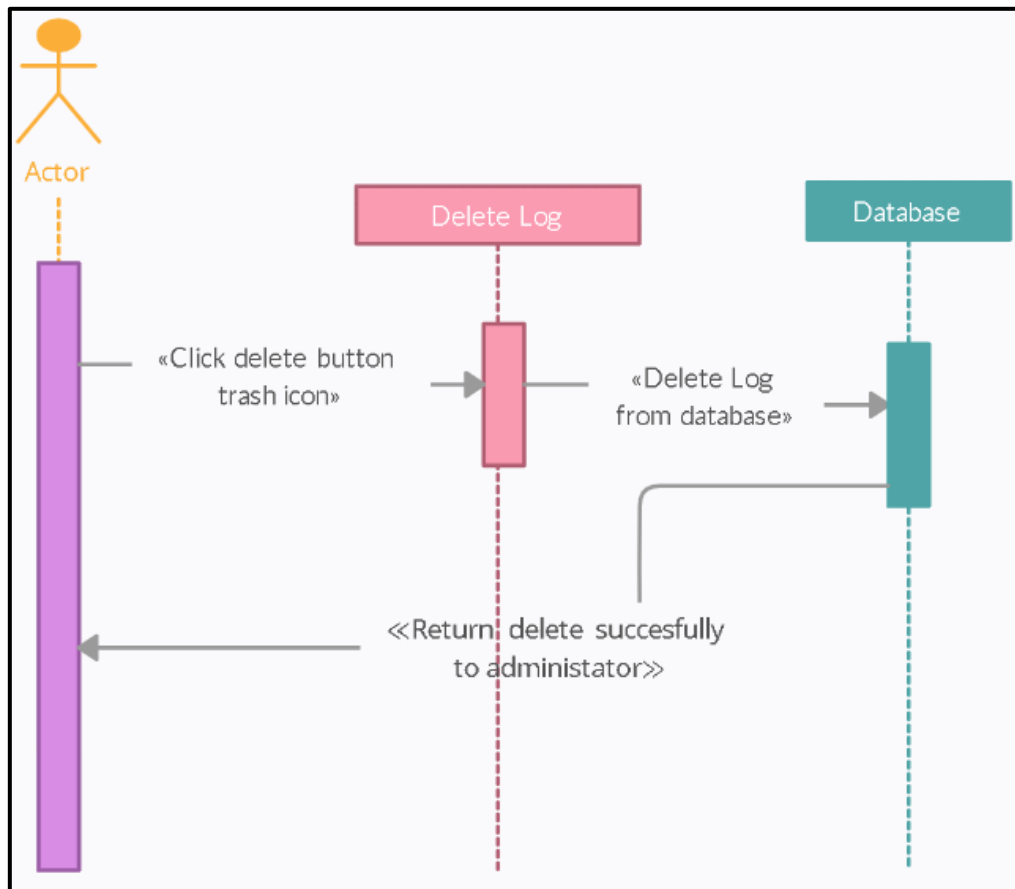 Actor
Delete Log
Database
«Click delete button
trash icon»
«Delete Log
from database»
≪Return delete succesfully
to administator≫